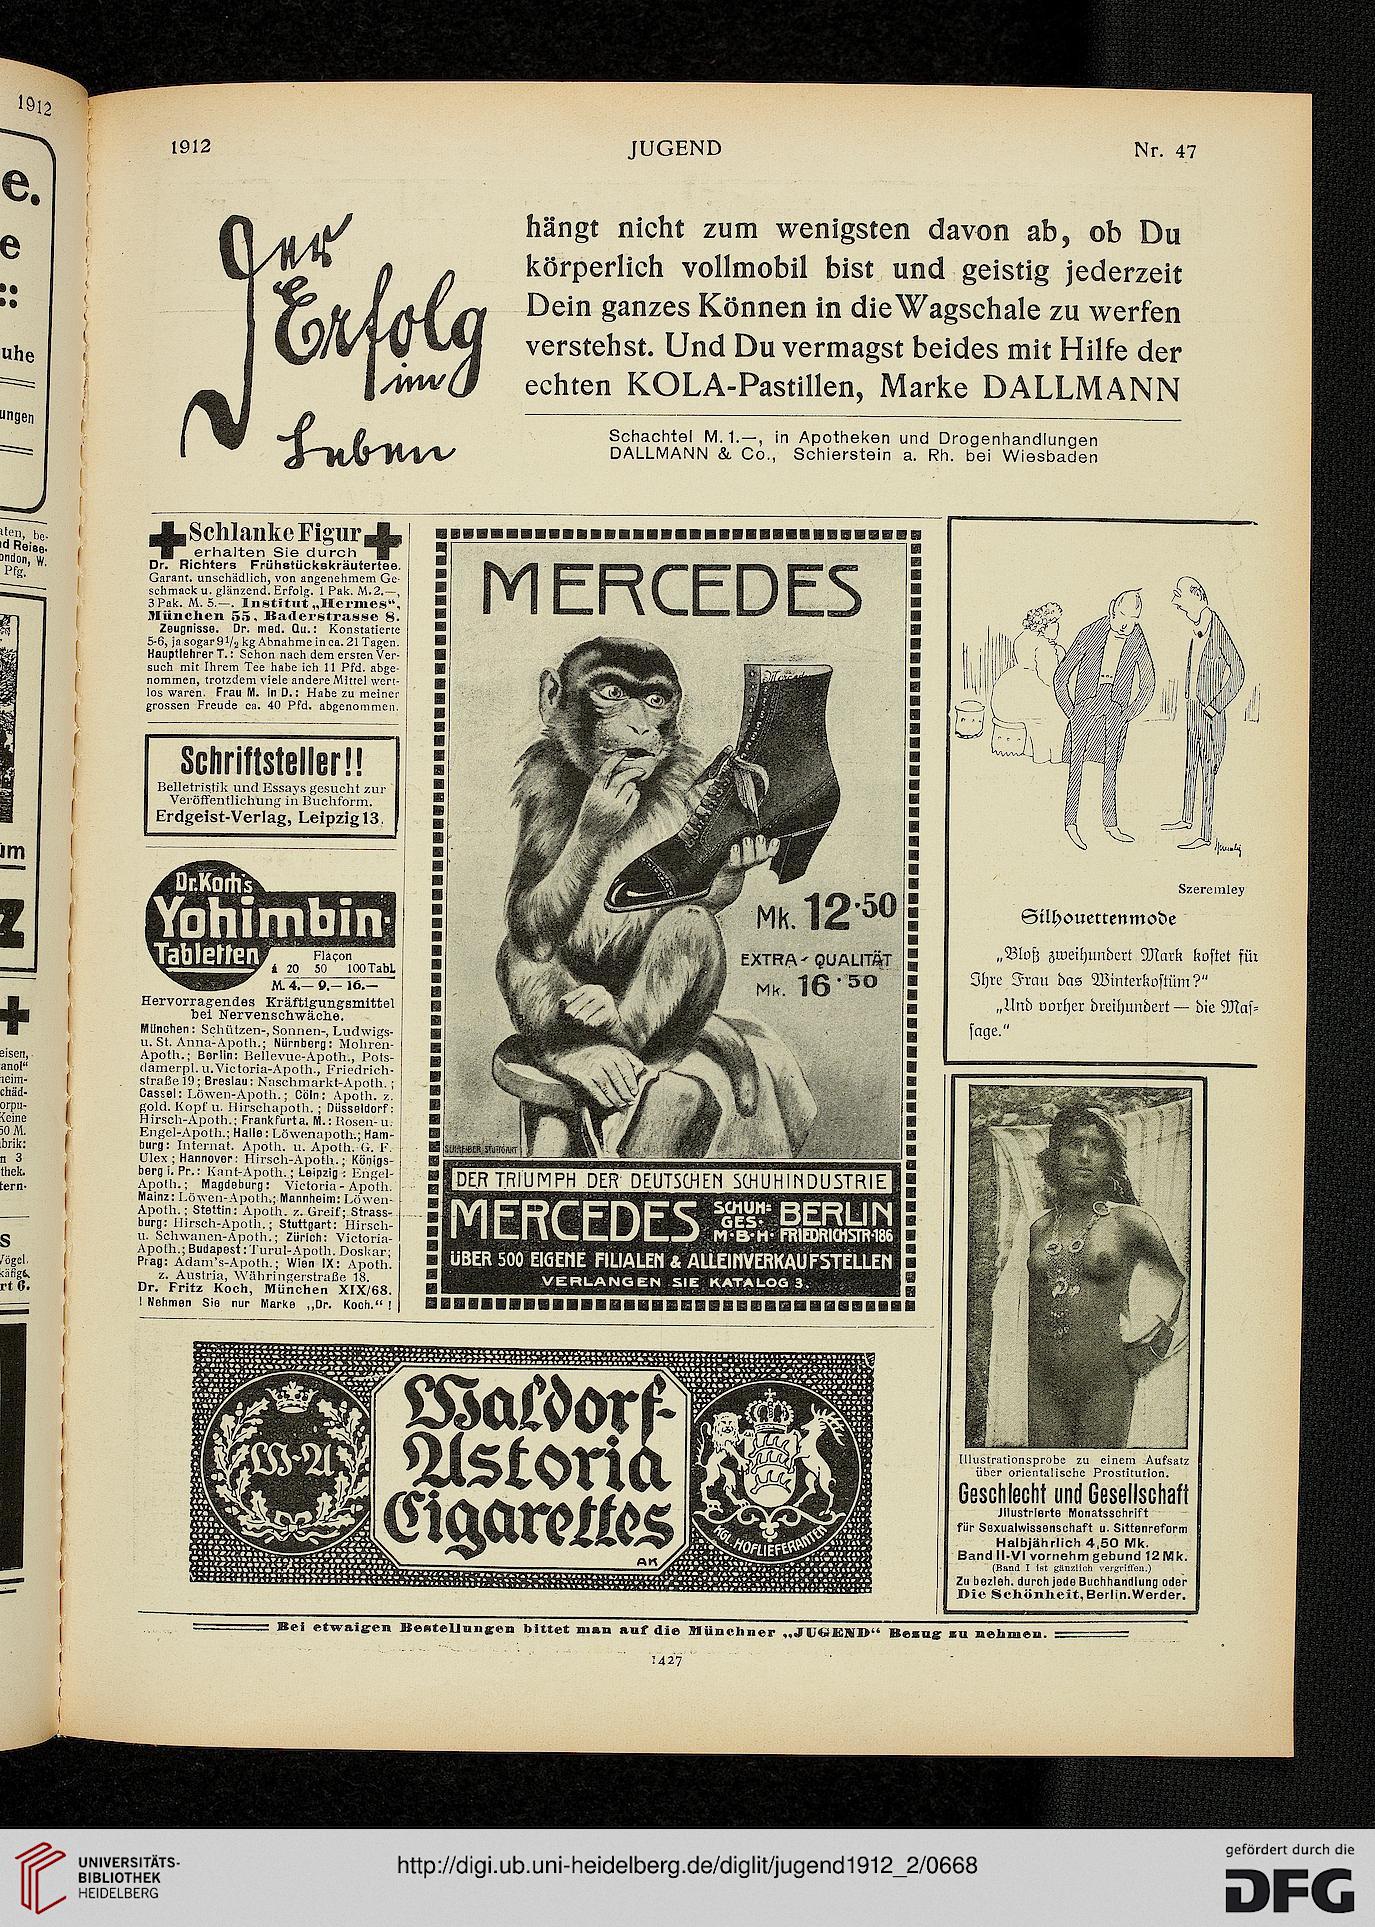 1912
e.
e
::
uhe
ungen
1912
JUGEND
Nr. 47
Der
Erfolg
im
Leben
hängt nicht zum wenigsten davon ab, ob Du
körperlich vollmobil bist und geistig jederzeit
Dein ganzes Können in die Wagschale zu werfen
verstehst. Und Du vermagst beides mit Hilfe der
echten KOLA-Pastillen, Marke DALLMANN
Schachtel M. 1.—, in Apotheken und Drogenhandlungen
DALLMANN & Co., Schierstein a. Rh. bei Wiesbaden
Schlanke Figur
erhalten Sie durch
Dr. Richters Frühstückskräutertee.
Garant. unschädlich, von angenehmem Ge-
schmack u. glänzend. Erfolg. 1 Pak. M. 2.—,
3 Pak. M. 5.—. Institut „Hermes“,
München 55, Baderstrasse 8.
Zeugnisse. Dr. med. Qu.: Konstatierte
5-6, ja sogar 9½ kg Abnahme in ca. 21 Tagen.
Hauptlehrer T.: Schon nach dem ersten Ver-
such mit Ihrem Tee habe ich 11 Pfd. abge-
nommen, trotzdem viele andere Mittel wert-
los waren. Frau M. in D.: Habe zu meiner
grossen Freude ca. 40 Pfd. abgenommen.
Schriftsteller!!
Belletristik und Essays gesucht zur
Veröffentlichung in Buchform.
Erdgeist-Verlag, Leipzig 13.
Dr. Koch's
Yohimbin-
Tabletten
Flaçon
à 20 50 100 Tabl.
M. 4.— 9.— 16.—
Hervorragendes Kräftigungsmittel
bei Nervenschwäche.
München: Schützen-, Sonnen-, Ludwigs-
u. St. Anna-Apoth.; Nürnberg: Mohren-
Apoth.; Berlin: Bellevue-Apoth., Pots-
damerpl. u. Victoria-Apoth., Friedrich-
straße 19; Breslau: Naschmarkt-Apoth.;
Cassel: Löwen-Apoth.; Cöln: Apoth. z.
gold. Kopf u. Hirschapoth.; Düsseldorf:
Hirsch-Apoth.; Frankfurt a. M.: Rosen- u.
Engel-Apoth.; Halle: Löwenapoth.; Ham-
burg: Internat. Apoth. u. Apoth. G. F.
Ulex; Hannover: Hirsch-Apoth.; Königs-
berg i. Pr.: Kant-Apoth.; Leipzig: Engel-
Apoth.; Magdeburg: Victoria-Apoth.
Mainz: Löwen-Apoth.; Mannheim: Löwen-
Apoth.; Stettin: Apoth. z. Greif; Strass-
burg: Hirsch-Apoth.; Stuttgart: Hirsch-
u. Schwanen-Apoth.; Zürich: Victoria-
Apoth.; Budapest: Turul-Apoth. Doskar;
Prag: Adam's-Apoth.; Wien IX: Apoth.
z. Austria, Währingerstraße 18.
Dr. Fritz Koch, München XIX/68.
! Nehmen Sie nur Marke „Dr. Koch.“ !
MERCEDES
Mercedes
Mk. 12·50
EXTRA-QUALITÄT
Mk. 16·50
SCHREIBER, STUTTGART
DER TRIUMPH DER DEUTSCHEN SCHUHINDUSTRIE
MERCEDES SCHUH-GES. M·B·H· BERLIN FRIEDRICHSTR·186
ÜBER 500 EIGENE FILIALEN & ALLEINVERKAUFSTELLEN
VERLANGEN SIE KATALOG 3.
Szeremley
Silhouettenmode
„Bloß zweihundert Mark kostet für
Ihre Frau das Winterkostüm?“
„Und vorher dreihundert — die Mas-
sage.“
Illustrationsprobe zu einem Aufsatz
über orientalische Prostitution.
Geschlecht und Gesellschaft
Jllustrierte Monatsschrift
für Sexualwissenschaft u. Sittenreform
Halbjährlich 4,50 Mk.
Band II-VI vornehm gebund 12 Mk.
(Band I ist gänzlich vergriffen.)
Zu bezieh. durch jede Buchhandlung oder
Die Schönheit, Berlin.Werder.
W-A
Waldorf-
Astoria
Cigarettes
AK
KGL. HOFLIEFERANTEN
Bei etwaigen Bestellungen bittet man auf die Münchner „JUGEND“ Bezug zu nehmen.
1427
UNIVERSITÄTS-
BIBLIOTHEK
HEIDELBERG
http://digi.ub.uni-heidelberg.de/diglit/jugend1912_2/0668
gefördert durch die
DFG